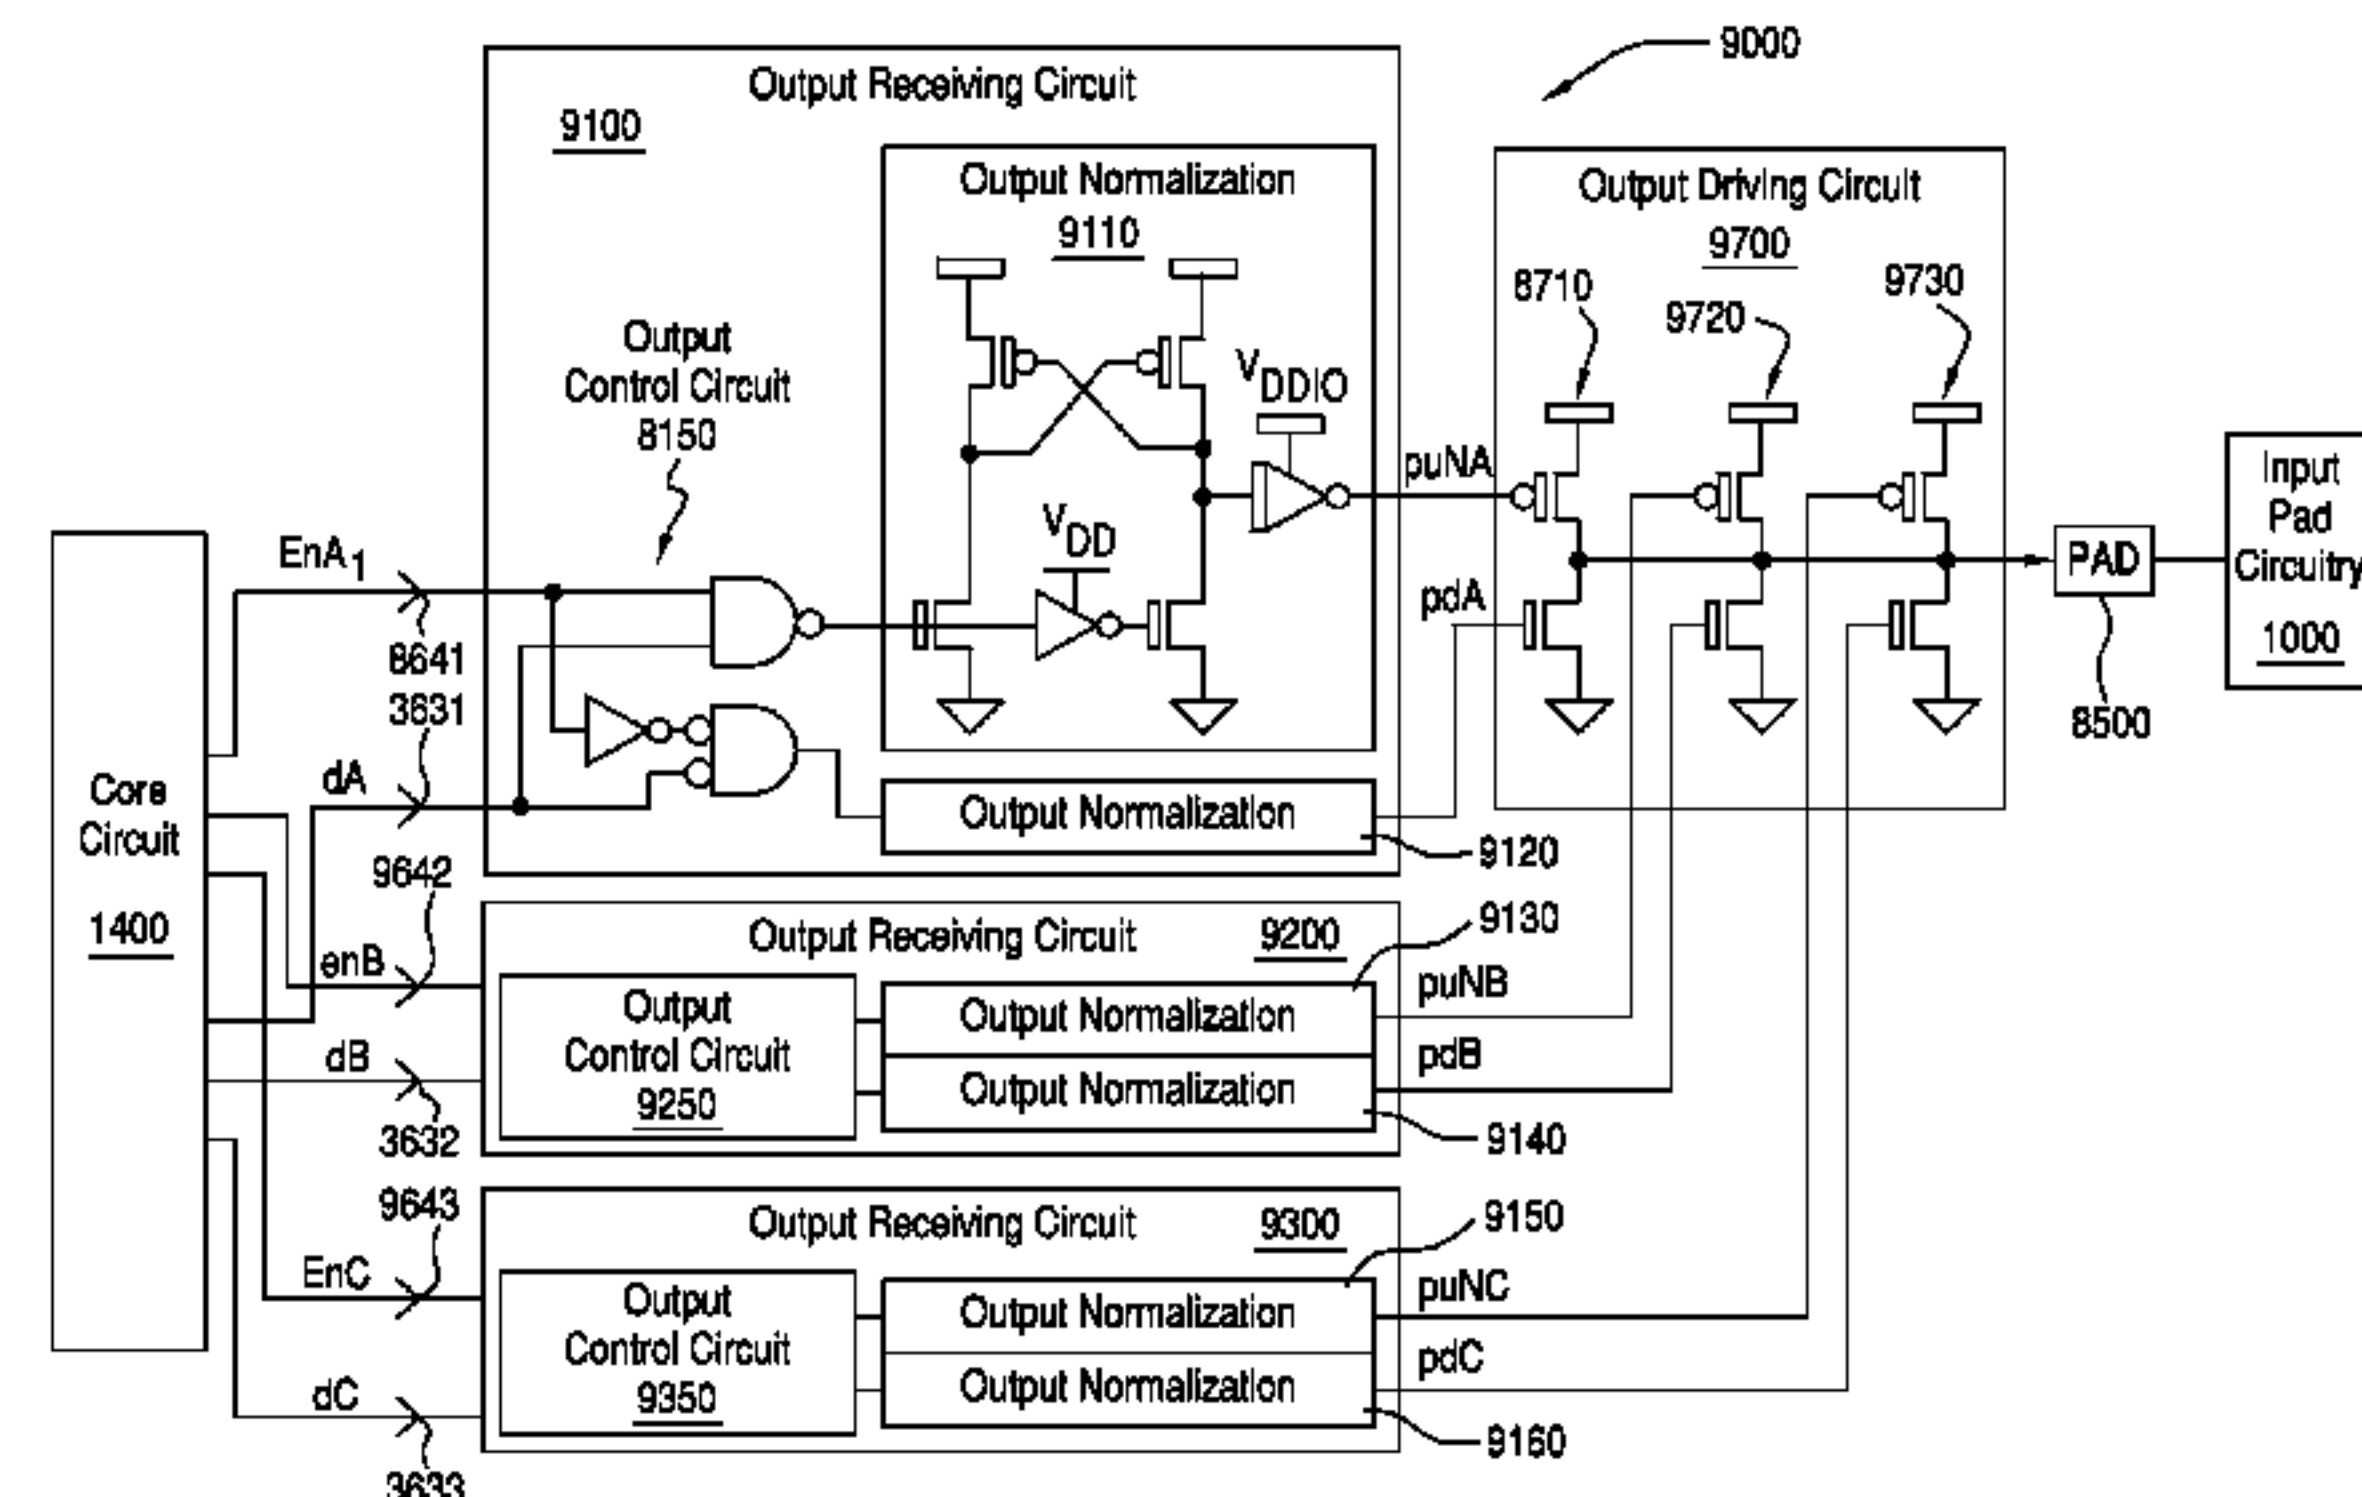 9000
Output Receiving Circuit
9100
Output Normalization
9110
Output Driving Circuit
9700
8710
9720
9730
Output
Control Circuit
8150
VDDIO
VDD
puNA
pdA
PAD
8500
Input
Pad
Circuitry
1000
EnA1
8641
3631
dA
Core
Circuit
1400
Output Normalization
9120
9642
enB
dB
3632
Output Receiving Circuit
9200
9130
Output
Control Circuit
9250
Output Normalization
Output Normalization
puNB
pdB
9140
9643
EnC
dC
3633
Output Receiving Circuit
9300
9150
Output
Control Circuit
9350
Output Normalization
Output Normalization
puNC
pdC
9160